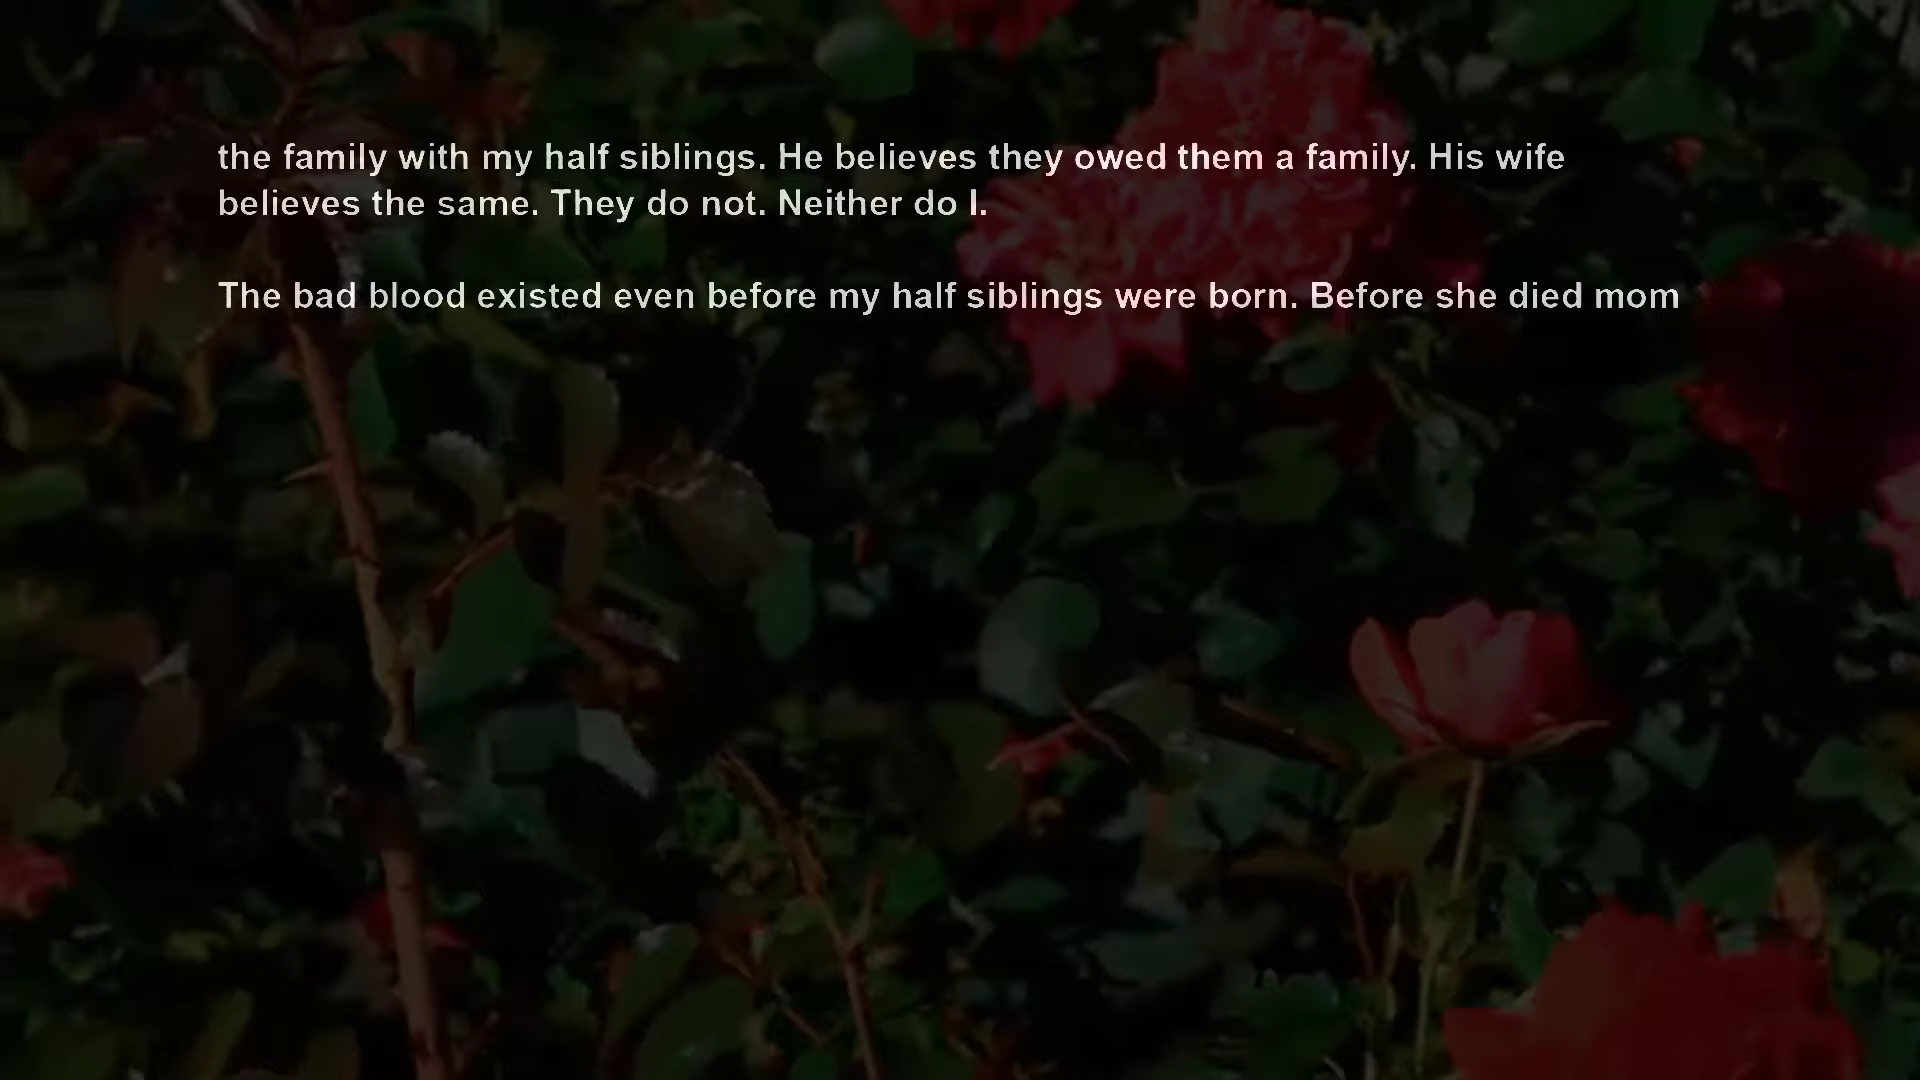 the family with my half siblings. He believes they owed them a family. His wife
believes the same. They do not. Neither do I.
The bad blood existed even before my half siblings were born. Before she died mom